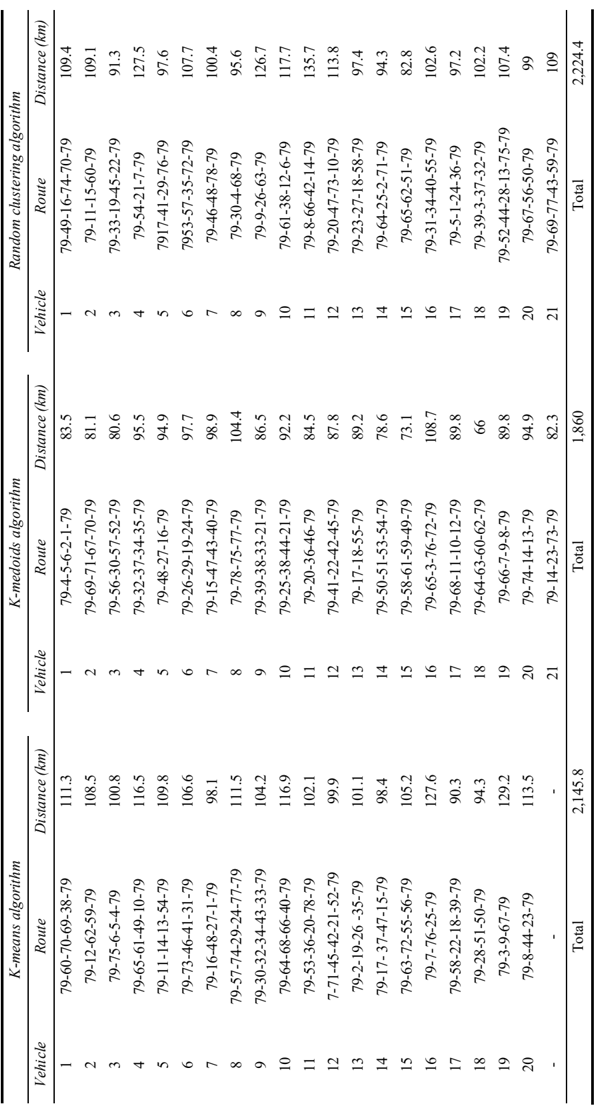 K-means algorithm K-medoids algorithm Random clustering algorithm
Vehicle Route Distance (km) Vehicle Route Distance (km) Vehicle Route Distance (km)
1 79-60-70-69-38-79 111.3 1 79-4-5-6-2-1-79 83.5 1 79-49-16-74-70-79 109.4
2 79-12-62-59-79 108.5 2 79-69-71-67-70-79 81.1 2 79-11-15-60-79 109.1
3 79-75-6-5-4-79 100.8 3 79-56-30-57-52-79 80.6 3 79-33-19-45-22-79 91.3
4 79-65-61-49-10-79 116.5 4 79-32-37-34-35-79 95.5 4 79-54-21-7-79 127.5
5 79-11-14-13-54-79 109.8 5 79-48-27-16-79 94.9 5 7917-41-29-76-79 97.6
6 79-73-46-41-31-79 106.6 6 79-26-29-19-24-79 97.7 6 7953-57-35-72-79 107.7
7 79-16-48-27-1-79 98.1 7 79-15-47-43-40-79 98.9 7 79-46-48-78-79 100.4
8 79-57-74-29-24-77-79 111.5 8 79-78-75-77-79 104.4 8 79-30-4-68-79 95.6
9 79-30-32-34-43-33-79 104.2 9 79-39-38-33-21-79 86.5 9 79-9-26-63-79 126.7
10 79-64-68-66-40-79 116.9 10 79-25-38-44-21-79 92.2 10 79-61-38-12-6-79 117.7
11 79-53-36-20-78-79 102.1 11 79-20-36-46-79 84.5 11 79-8-66-42-14-79 135.7
12 7-71-45-42-21-52-79 99.9 12 79-41-22-42-45-79 87.8 12 79-20-47-73-10-79 113.8
13 79-2-19-26 -35-79 101.1 13 79-17-18-55-79 89.2 13 79-23-27-18-58-79 97.4
14 79-17- 37-47-15-79 98.4 14 79-50-51-53-54-79 78.6 14 79-64-25-2-71-79 94.3
15 79-63-72-55-56-79 105.2 15 79-58-61-59-49-79 73.1 15 79-65-62-51-79 82.8
16 79-7-76-25-79 127.6 16 79-65-3-76-72-79 108.7 16 79-31-34-40-55-79 102.6
17 79-58-22-18-39-79 90.3 17 79-68-11-10-12-79 89.8 17 79-5-1-24-36-79 97.2
18 79-28-51-50-79 94.3 18 79-64-63-60-62-79 66 18 79-39-3-37-32-79 102.2
19 79-3-9-67-79 129.2 19 79-66-7-9-8-79 89.8 19 79-52-44-28-13-75-79 107.4
20 79-8-44-23-79 113.5 20 79-74-14-13-79 94.9 20 79-67-56-50-79 99
- - - 21 79-14-23-73-79 82.3 21 79-69-77-43-59-79 109
Total 2,145.8 Total 1,860 Total 2,224.4